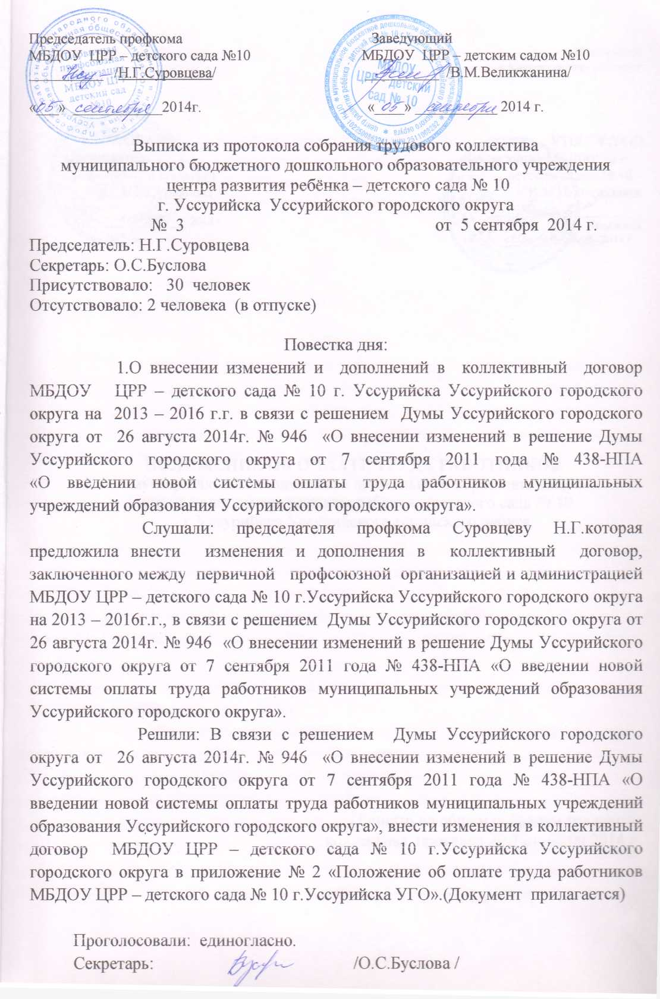 Председатель профкома Заведующий
МБДОУ ЦРР – детского сада №10 МБДОУ ЦРР – детским садом №10
/Н.Г.Суровцева/ /В.М.Великжанина/
«05» сентября 2014г. «05» сентября 2014 г.
МБДОУ
ЦРР - детский
сад № 10
Выписка из протокола собрания трудового коллектива
муниципального бюджетного дошкольного образовательного учреждения
центра развития ребёнка – детского сада № 10
г. Уссурийска Уссурийского городского округа
№ 3 от 5 сентября 2014 г.
Председатель: Н.Г.Суровцева
Секретарь: О.С.Буслова
Присутствовало: 30 человек
Отсутствовало: 2 человека (в отпуске)
Повестка дня:
1.О внесении изменений и дополнений в коллективный договор
МБДОУ ЦРР – детского сада № 10 г. Уссурийска Уссурийского городского
округа на 2013 – 2016 г.г. в связи с решением Думы Уссурийского городского
округа от 26 августа 2014г. № 946 «О внесении изменений в решение Думы
Уссурийского городского округа от 7 сентября 2011 года № 438-НПА
«О введении новой системы оплаты труда работников муниципальных
учреждений образования Уссурийского городского округа».
Слушали: председателя профкома Суровцеву Н.Г.которая
предложила внести изменения и дополнения в коллективный договор,
заключенного между первичной профсоюзной организацией и администрацией
МБДОУ ЦРР – детского сада № 10 г.Уссурийска Уссурийского городского округа
на 2013 – 2016г.г., в связи с решением Думы Уссурийского городского округа от
26 августа 2014г. № 946 «О внесении изменений в решение Думы Уссурийского
городского округа от 7 сентября 2011 года № 438-НПА «О введении новой
системы оплаты труда работников муниципальных учреждений образования
Уссурийского городского округа».
Решили: В связи с решением Думы Уссурийского городского
округа от 26 августа 2014г. № 946 «О внесении изменений в решение Думы
Уссурийского городского округа от 7 сентября 2011 года № 438-НПА «О
введении новой системы оплаты труда работников муниципальных учреждений
образования Уссурийского городского округа», внести изменения в коллективный
договор МБДОУ ЦРР – детского сада № 10 г.Уссурийска Уссурийского
городского округа в приложение № 2 «Положение об оплате труда работников
МБДОУ ЦРР – детского сада № 10 г.Уссурийска УГО».(Документ прилагается)
Проголосовали: единогласно.
Секретарь: /О.С.Буслова /